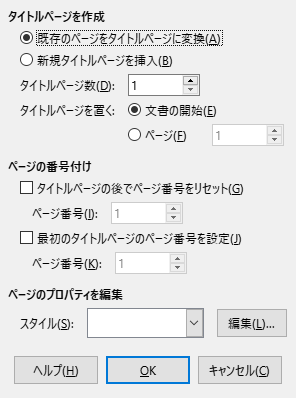 タイトルページを作成
既存のページをタイトルページに変換(A)
新規タイトルページを挿入(B)
タイトルページ数(D): 1
タイトルページを置く: 文書の開始(E)
ページ(F) 1
ページの番号付け
タイトルページの後でページ番号をリセット(G)
ページ番号(I): 1
最初のタイトルページのページ番号を設定(J)
ページ番号(K): 1
ページのプロパティを編集
スタイル(S): 編集(L)...
ヘルプ(H) OK キャンセル(C)